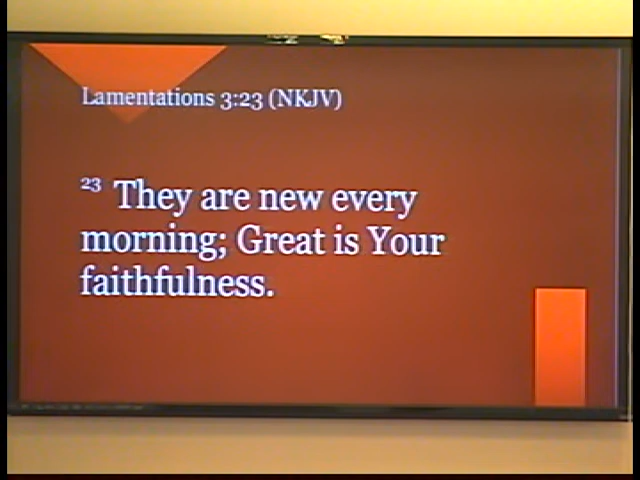 Lamentations 3:23 (NKJV)
23 They are new every
morning; Great is Your
faithfulness.